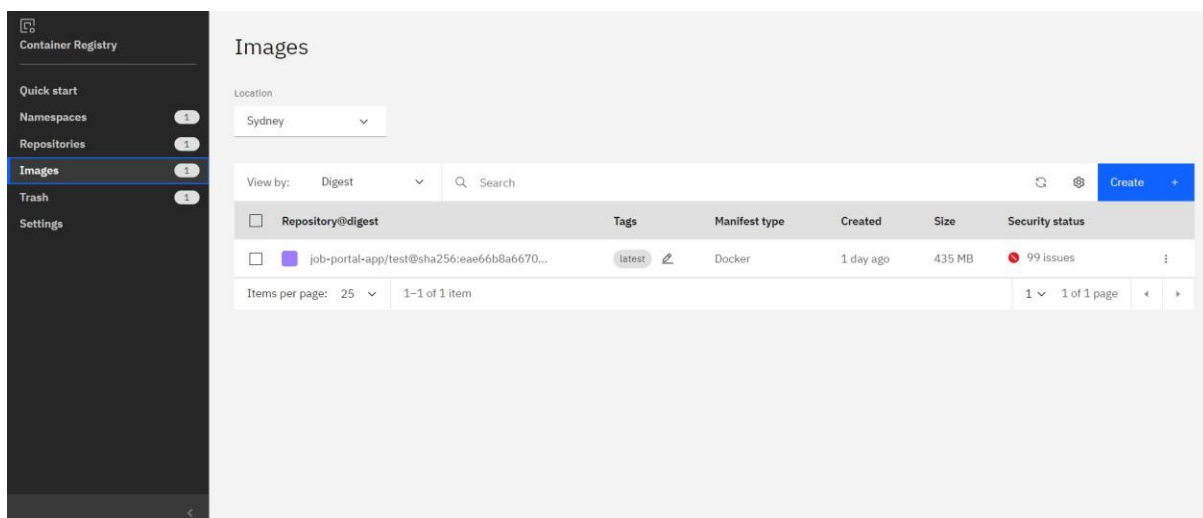 Container Registry
Quick start
Namespaces 1
Repositories 1
Images 1
Trash 1
Settings
Images
Location
Sydney
View by: Digest Search Create +
Repository@digest Tags Manifest type Created Size Security status
job-portal-app/test@sha256:eae66b8a6670... latest Docker 1 day ago 435 MB 99 issues
Items per page: 25 1–1 of 1 item 1 1 of 1 page